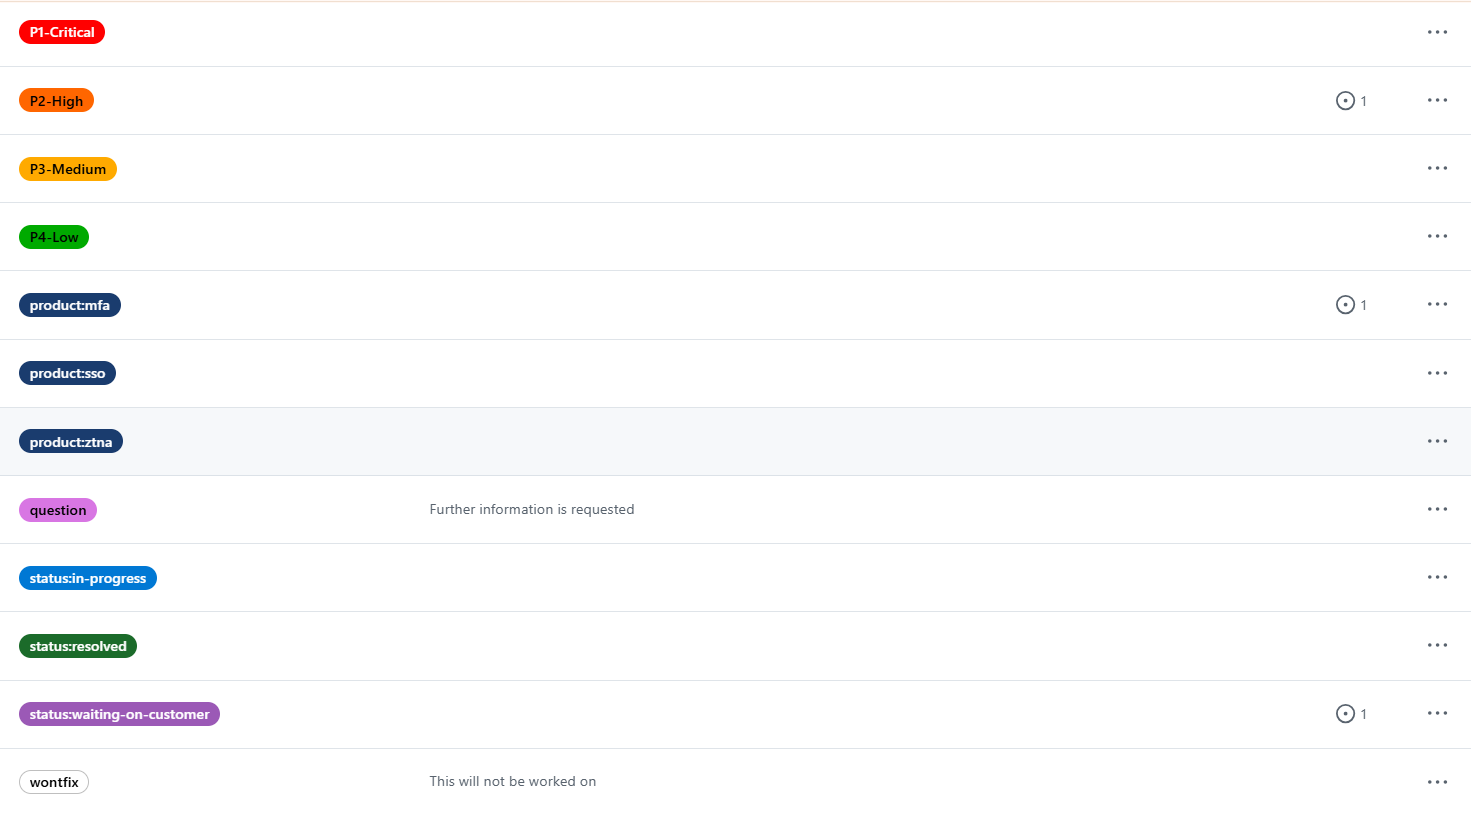 P1-Critical
P2-High 1
P3-Medium
P4-Low
product:mfa 1
product:sso
product:ztna
question Further information is requested
status:in-progress
status:resolved
status:waiting-on-customer 1
wontfix This will not be worked on